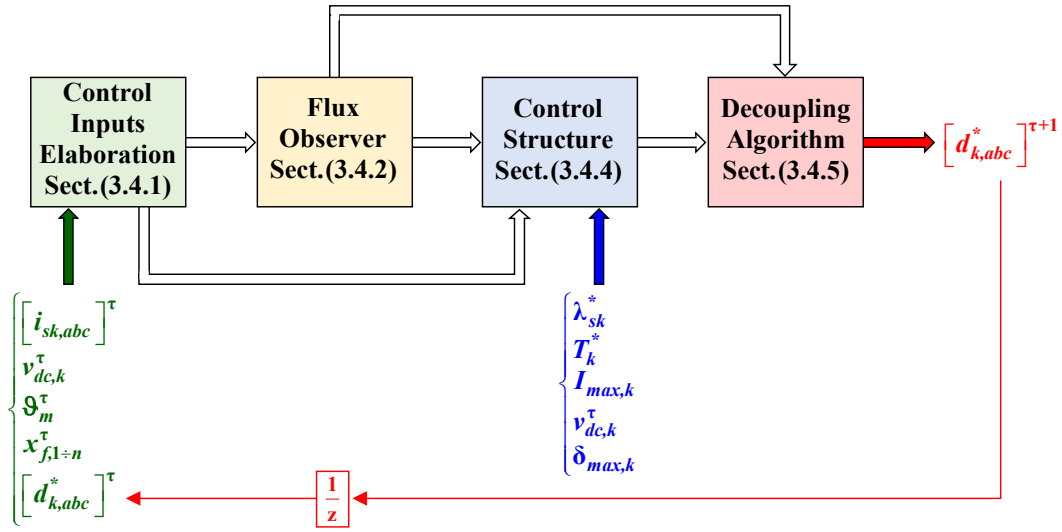 Control
Inputs
Elaboration
Sect.(3.4.1)
Flux
Observer
Sect.(3.4.2)
Control
Structure
Sect.(3.4.4)
Decoupling
Algorithm
Sect.(3.4.5)
[d*k,abc]τ+1
[isk,abc]τ
vτdc,k
ϑτm
xτf,1÷n
[d*k,abc]τ
λ*sk
T*k
Imax,k
vτdc,k
δmax,k
1
z